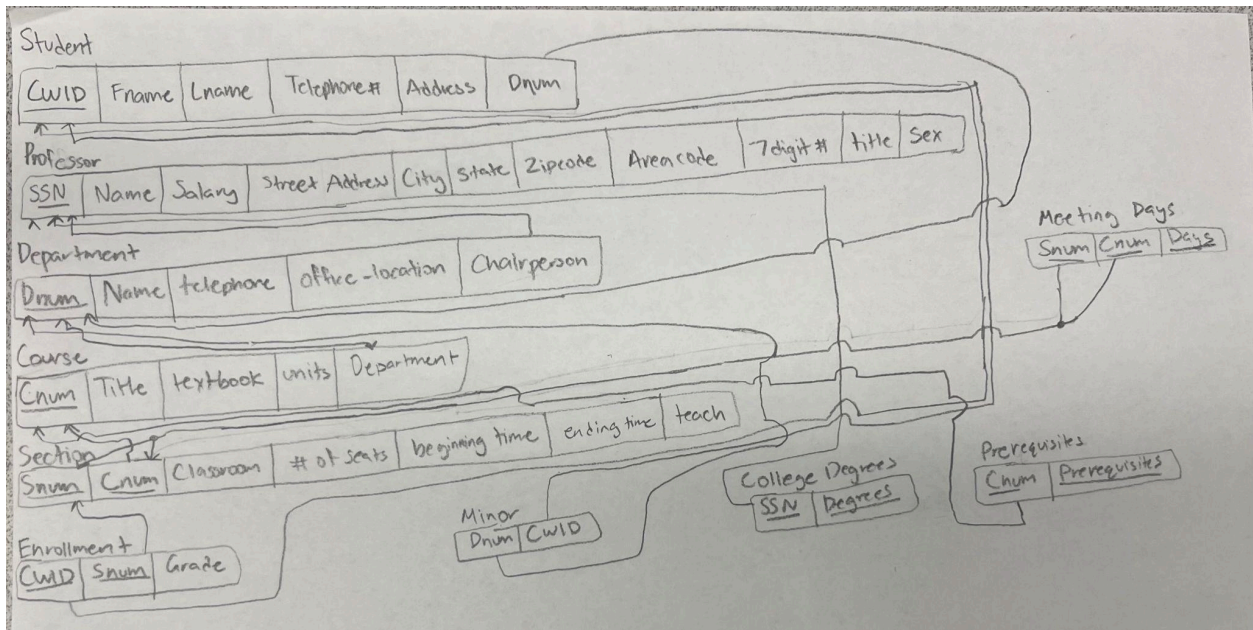 Student
CWID Fname Lname Telephone# Address Dnum
Professor
SSN Name Salary Street Address City state Zipcode Areacode 7digit # title Sex
Meeting Days
Snum Cnum Days
Department
Dnum Name telephone office-location Chairperson
Course
Cnum Title textbook units Department
Section
Snum Cnum Classroom # of seats beginning time ending time teach
College Degrees
SSN Degrees
Prerequisites
Cnum Prerequisites
Minor
Dnum CWID
Enrollment
CWID Snum Grade